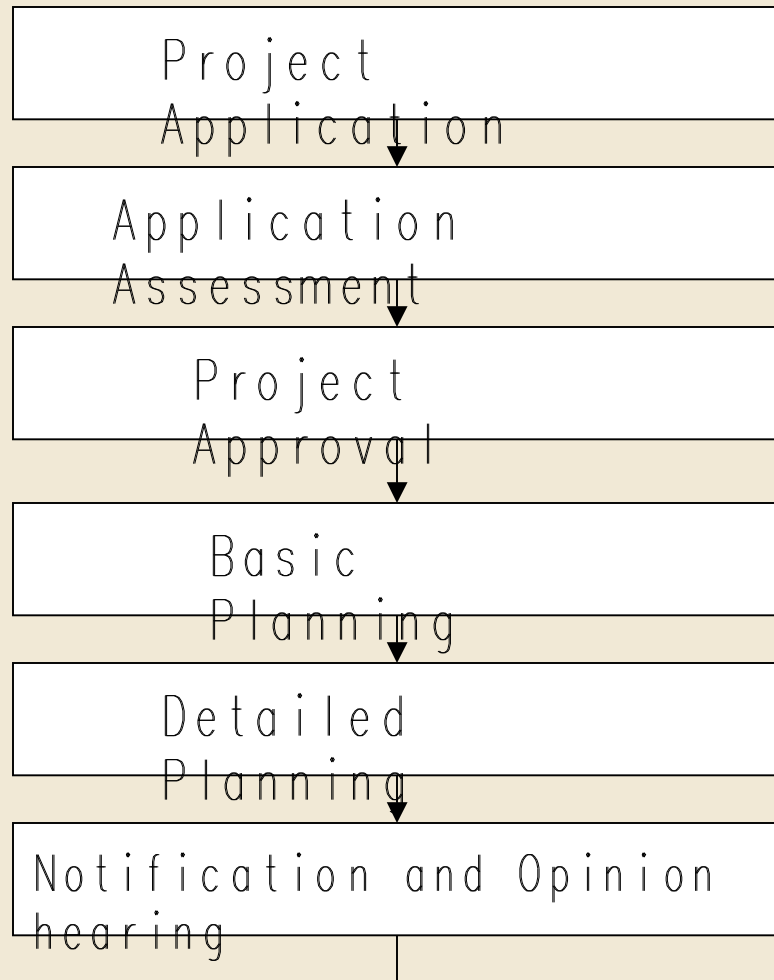 Project
Application
Application
Assessment
Project
Approval
Basic
Planning
Detailed
Planning
Notification and Opinion
hearing